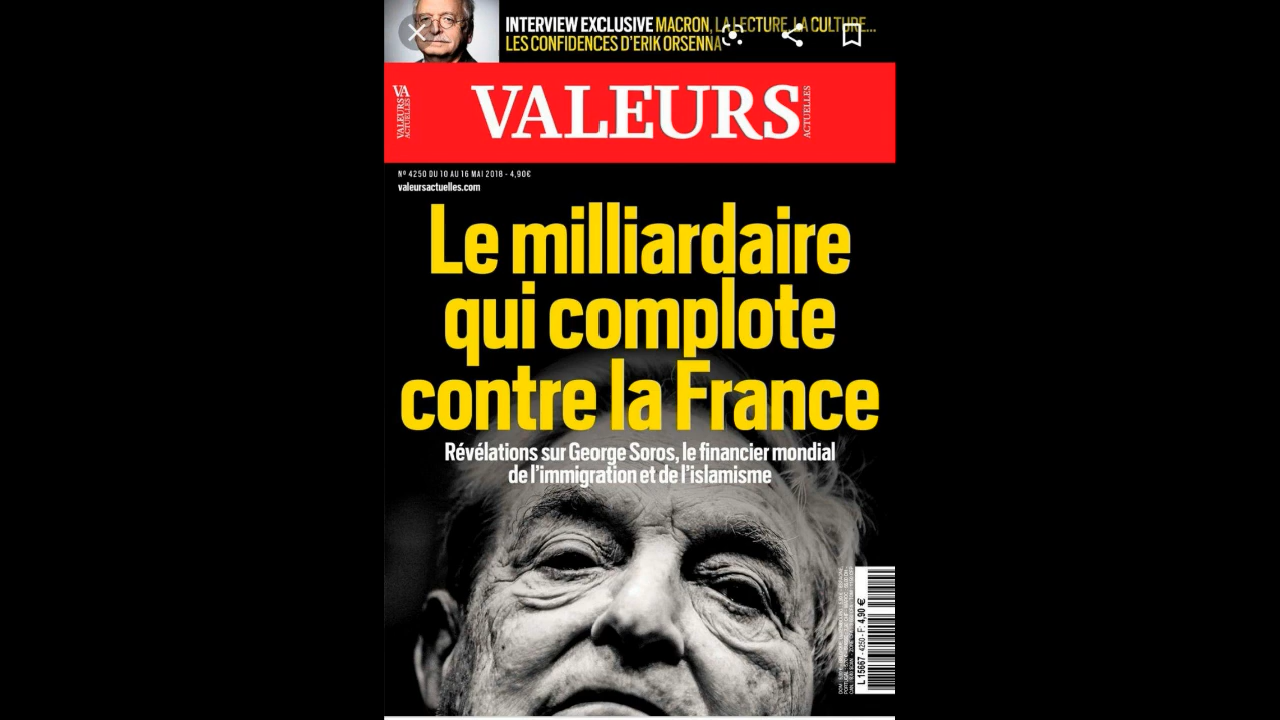 INTERVIEW EXCLUSIVE MACRON, LA LECTURE, LA CULTURE...
LES CONFIDENCES D'ERIK ORSENNA
VA
VALEURS
ACTUELLES
VALEURS
ACTUELLES
Nº 4250 DU 10 AU 16 MAI 2018 - 4,90€
valeursactuelles.com
Le milliardaire
qui complote
contre la France
Révélations sur George Soros, le financier mondial
de l'immigration et de l'islamisme
L 15667 - 4250 - F: 4,90 €